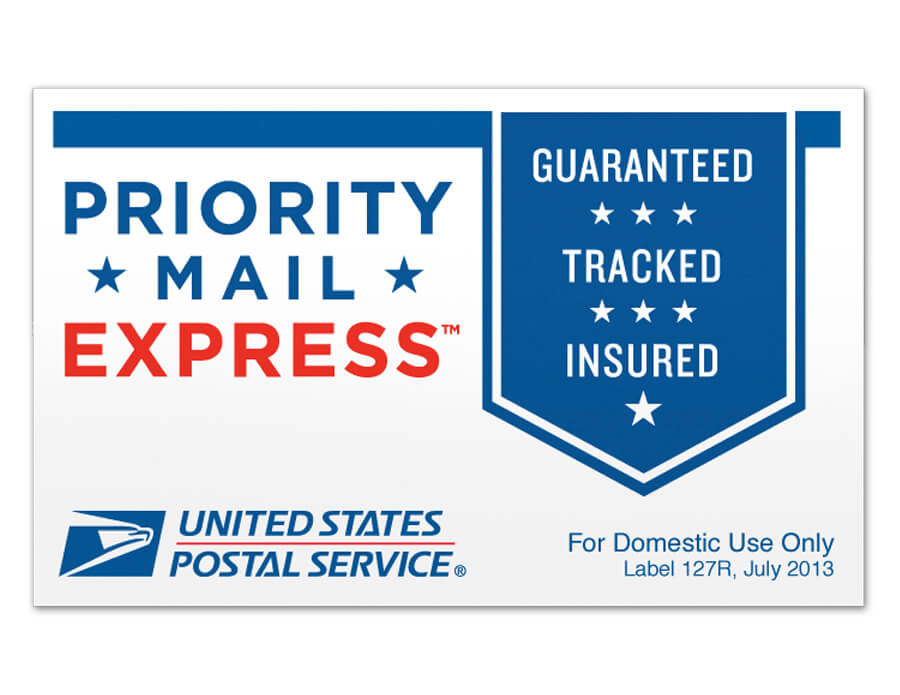 PRIORITY
★ MAIL ★
EXPRESS™
GUARANTEED
★ ★ ★
TRACKED
★ ★ ★
INSURED
★
UNITED STATES
POSTAL SERVICE®
For Domestic Use Only
Label 127R, July 2013